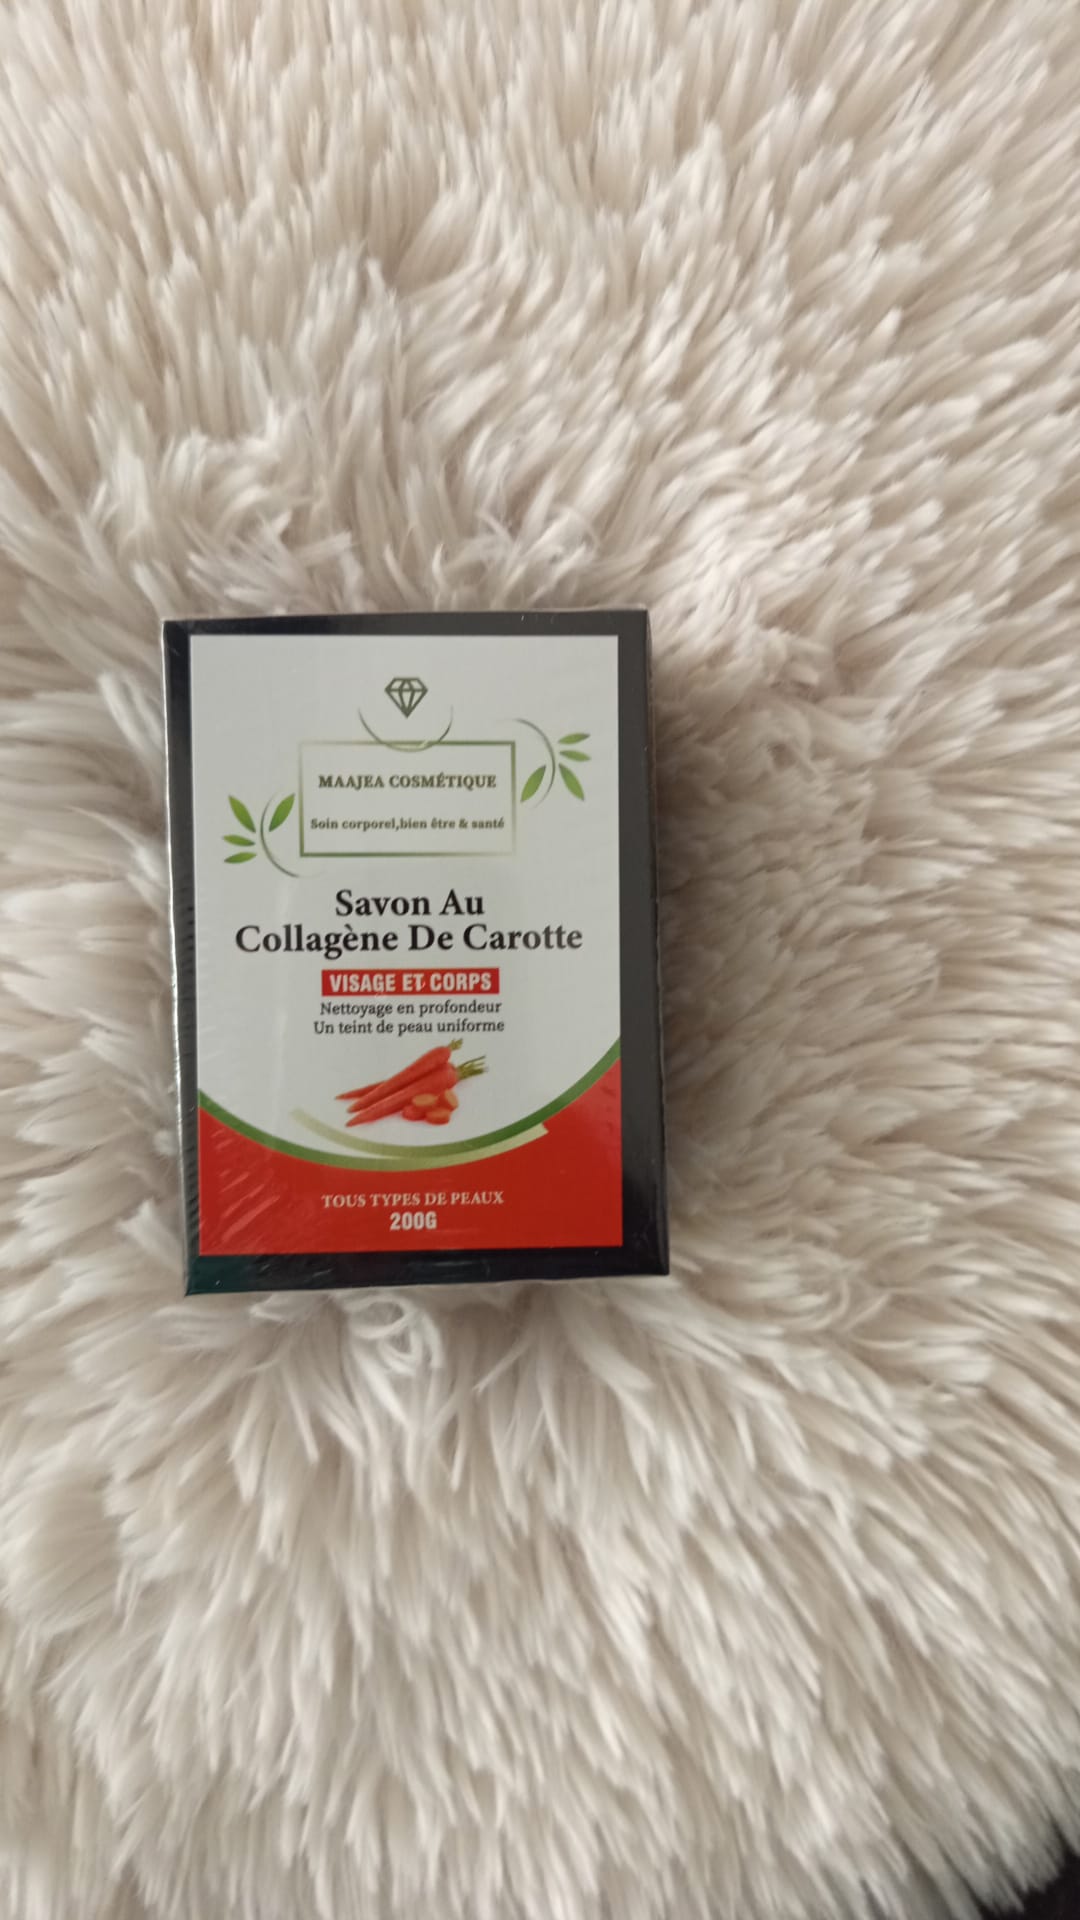 MAAJEA COSMÉTIQUE
Soin corporel,bien être & santé
Savon Au
Collagène De Carotte
VISAGE ET CORPS
Nettoyage en profondeur
Un teint de peau uniforme
TOUS TYPES DE PEAUX
200G